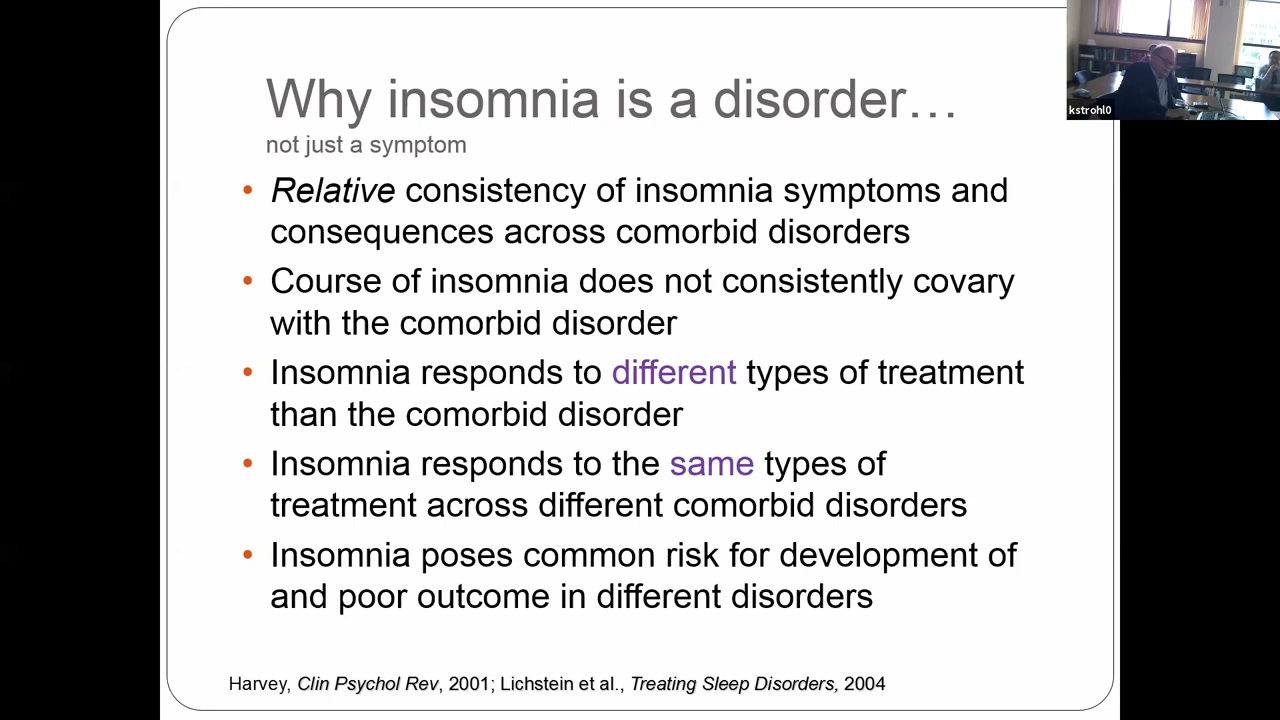 Why insomnia is a disorder…
not just a symptom
• Relative consistency of insomnia symptoms and
consequences across comorbid disorders
• Course of insomnia does not consistently covary
with the comorbid disorder
• Insomnia responds to different types of treatment
than the comorbid disorder
• Insomnia responds to the same types of
treatment across different comorbid disorders
• Insomnia poses common risk for development of
and poor outcome in different disorders
Harvey, Clin Psychol Rev, 2001; Lichstein et al., Treating Sleep Disorders, 2004
kstrohl0